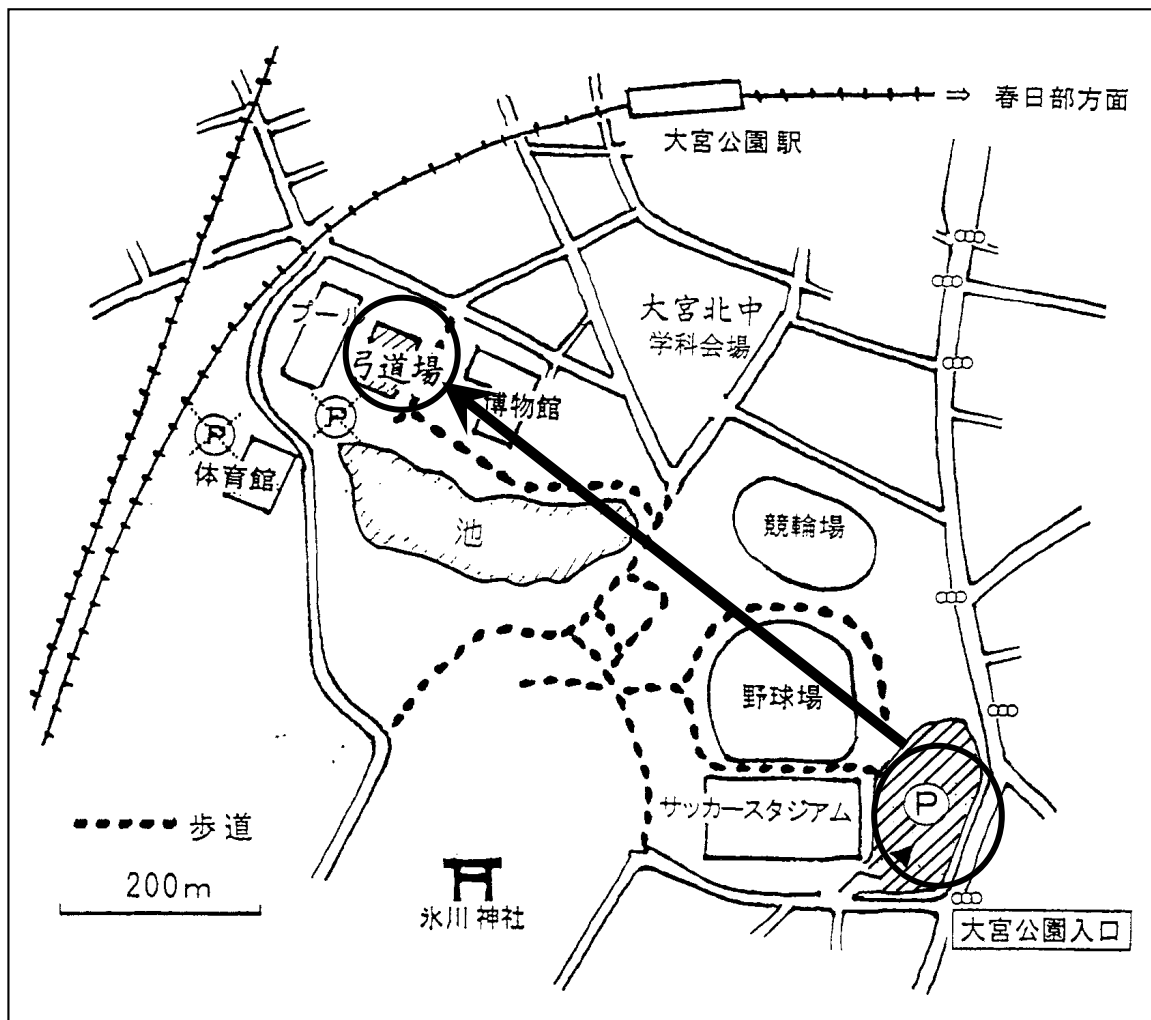 春日部方面
大宮公園駅
大宮北中
学科会場
プール
弓道場
博物館
P
P
体育館
池
競輪場
野球場
P
サッカースタジアム
歩道
200m
氷川神社
大宮公園入口